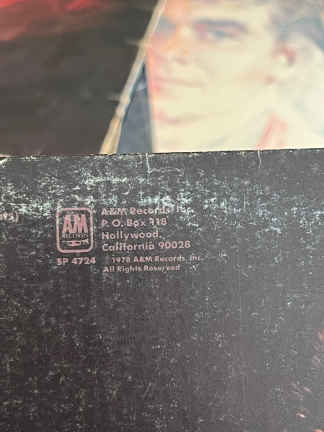 A&M
RECORDS
SP 4724
A&M Records, Inc.
P. O. Box 118
Hollywood,
California 90028
© 1978 A&M Records, Inc.
All Rights Reserved